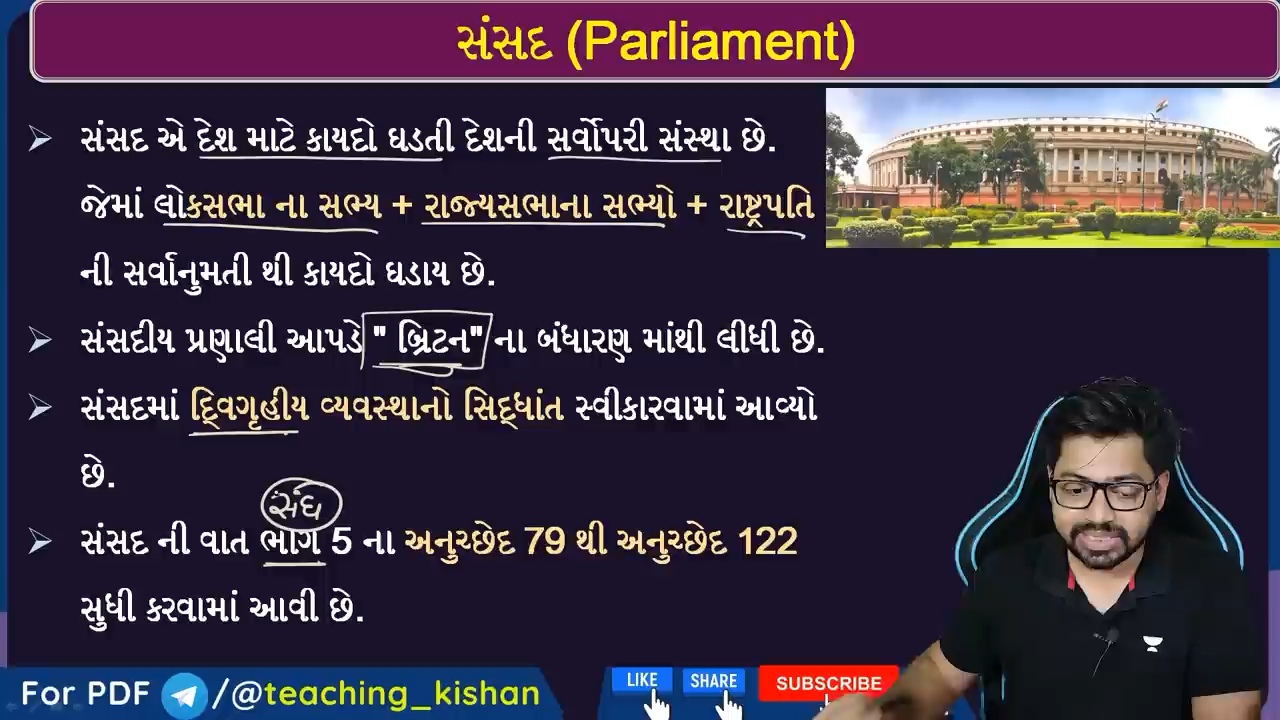 સંસદ (Parliament)
➢ સંસદ એ દેશ માટે કાયદો ઘડતી દેશની સર્વોપરી સંસ્થા છે.
જેમાં લોકસભા ના સભ્ય + રાજ્યસભાના સભ્યો + રાષ્ટ્રપતિ
ની સર્વાનુમતી થી કાયદો ઘડાય છે.
➢ સંસદીય પ્રણાલી આપડે " બ્રિટન" ના બંધારણ માંથી લીધી છે.
➢ સંસદમાં દ્વિગૃહીય વ્યવસ્થાનો સિદ્ધાંત સ્વીકારવામાં આવ્યો
છે.
સંઘ
➢ સંસદ ની વાત ભાગ 5 ના અનુચ્છેદ 79 થી અનુચ્છેદ 122
સુધી કરવામાં આવી છે.
For PDF /@teaching_kishan
LIKE SHARE SUBSCRIBE